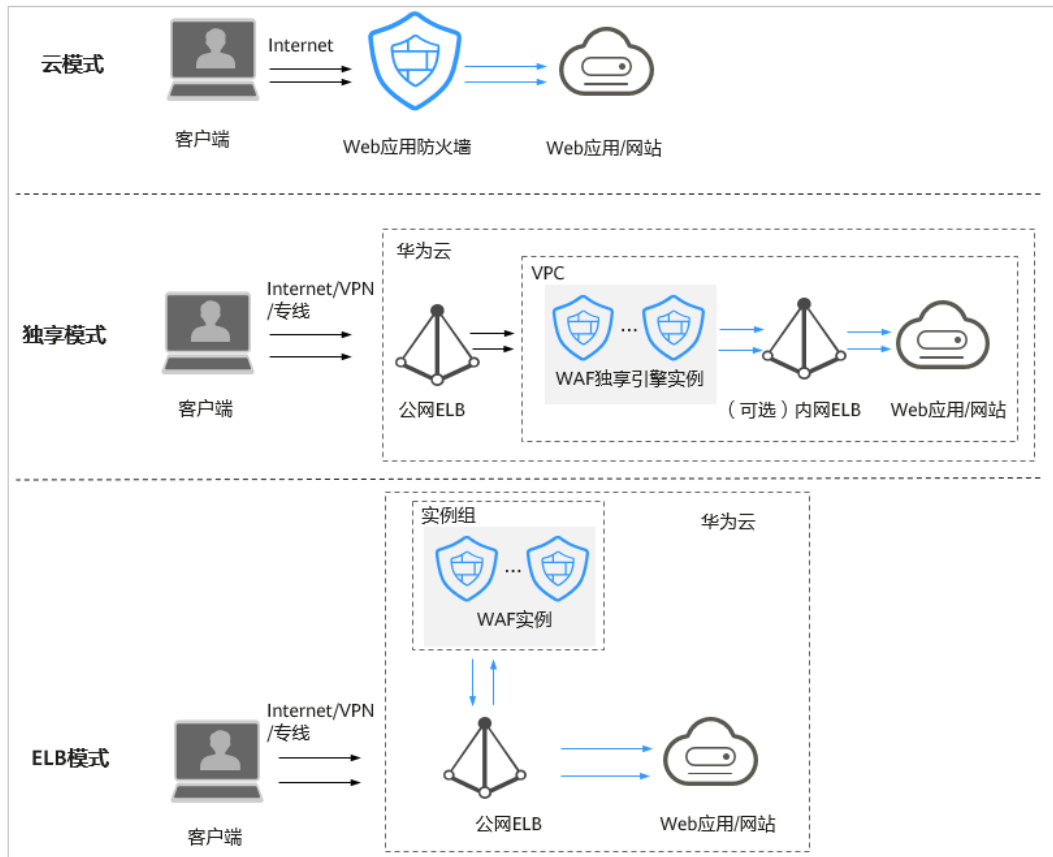 云模式
Internet
客户端
Web应用防火墙
Web应用/网站
独享模式
Internet/VPN
/专线
客户端
华为云
公网ELB
VPC
...
WAF独享引擎实例
（可选）内网ELB
Web应用/网站
ELB模式
Internet/VPN
/专线
客户端
实例组
...
WAF实例
华为云
公网ELB
Web应用/网站